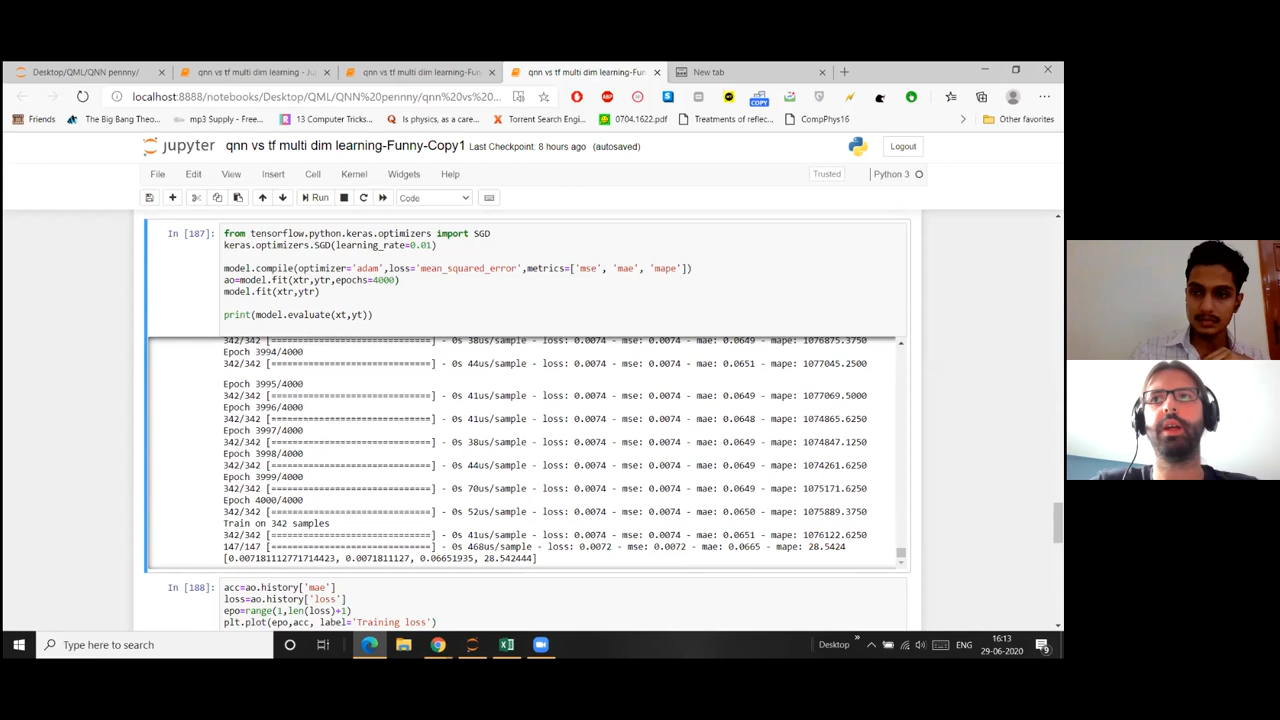 Desktop/QML/QNN pennny/
qnn vs tf multi dim learning - Ju
qnn vs tf multi dim learning-Fun
qnn vs tf multi dim learning-Fun
New tab
localhost:8888/notebooks/Desktop/QML/QNN%20pennny/qnn%20vs%20...
ABP
COPY
Friends
The Big Bang Theo...
mp3 Supply - Free...
13 Computer Tricks...
Is physics, as a care...
Torrent Search Engi...
0704.1622.pdf
Treatments of reflec...
CompPhys16
Other favorites
jupyter qnn vs tf multi dim learning-Funny-Copy1 Last Checkpoint: 8 hours ago (autosaved)
Logout
File Edit View Insert Cell Kernel Widgets Help
Trusted
Python 3
Run
Code
In [187]:
from tensorflow.python.keras.optimizers import SGD
keras.optimizers.SGD(learning_rate=0.01)
model.compile(optimizer='adam',loss='mean_squared_error',metrics=['mse', 'mae', 'mape'])
ao=model.fit(xtr,ytr,epochs=4000)
model.fit(xtr,ytr)
print(model.evaluate(xt,yt))
342/342 [==============================] - 0s 38us/sample - loss: 0.0074 - mse: 0.0074 - mae: 0.0649 - mape: 1076875.3750
Epoch 3994/4000
342/342 [==============================] - 0s 44us/sample - loss: 0.0074 - mse: 0.0074 - mae: 0.0651 - mape: 1077045.2500
Epoch 3995/4000
342/342 [==============================] - 0s 41us/sample - loss: 0.0074 - mse: 0.0074 - mae: 0.0649 - mape: 1077069.5000
Epoch 3996/4000
342/342 [==============================] - 0s 41us/sample - loss: 0.0074 - mse: 0.0074 - mae: 0.0648 - mape: 1074865.6250
Epoch 3997/4000
342/342 [==============================] - 0s 38us/sample - loss: 0.0074 - mse: 0.0074 - mae: 0.0649 - mape: 1074847.1250
Epoch 3998/4000
342/342 [==============================] - 0s 44us/sample - loss: 0.0074 - mse: 0.0074 - mae: 0.0649 - mape: 1074261.6250
Epoch 3999/4000
342/342 [==============================] - 0s 70us/sample - loss: 0.0074 - mse: 0.0074 - mae: 0.0649 - mape: 1075171.6250
Epoch 4000/4000
342/342 [==============================] - 0s 52us/sample - loss: 0.0074 - mse: 0.0074 - mae: 0.0650 - mape: 1075889.3750
Train on 342 samples
342/342 [==============================] - 0s 41us/sample - loss: 0.0074 - mse: 0.0074 - mae: 0.0651 - mape: 1076122.6250
147/147 [==============================] - 0s 468us/sample - loss: 0.0072 - mse: 0.0072 - mae: 0.0665 - mape: 28.5424
[0.007181112771714423, 0.0071811127, 0.06651935, 28.542444]
In [188]:
acc=ao.history['mae']
loss=ao.history['loss']
epo=range(1,len(loss)+1)
plt.plot(epo,acc, label='Training loss')
Type here to search
Desktop
ENG
16:13
29-06-2020